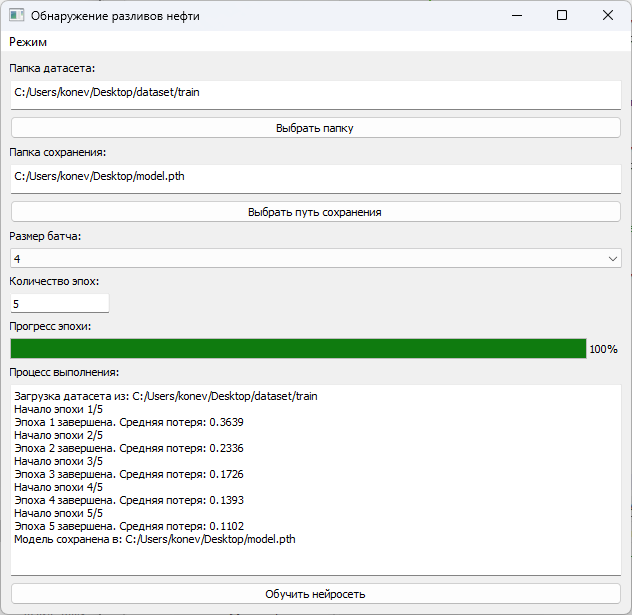 Обнаружение разливов нефти
Режим
Папка датасета:
C:/Users/konev/Desktop/dataset/train
Выбрать папку
Папка сохранения:
C:/Users/konev/Desktop/model.pth
Выбрать путь сохранения
Размер батча:
4
Количество эпох:
5
Прогресс эпохи:
100%
Процесс выполнения:
Загрузка датасета из: C:/Users/konev/Desktop/dataset/train
Начало эпохи 1/5
Эпоха 1 завершена. Средняя потеря: 0.3639
Начало эпохи 2/5
Эпоха 2 завершена. Средняя потеря: 0.2336
Начало эпохи 3/5
Эпоха 3 завершена. Средняя потеря: 0.1726
Начало эпохи 4/5
Эпоха 4 завершена. Средняя потеря: 0.1393
Начало эпохи 5/5
Эпоха 5 завершена. Средняя потеря: 0.1102
Модель сохранена в: C:/Users/konev/Desktop/model.pth
Обучить нейросеть